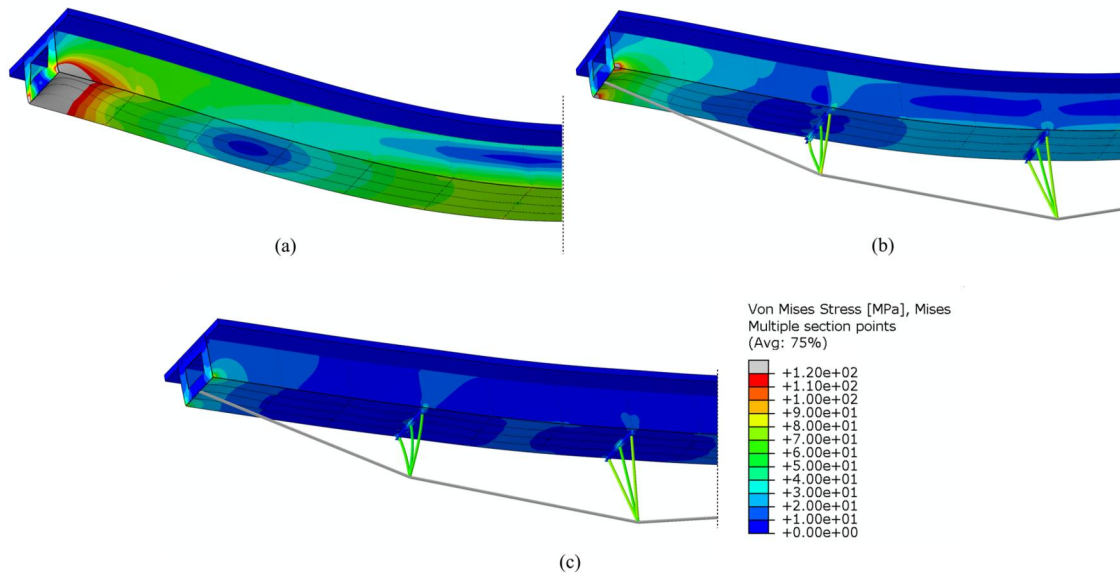 (a)
(b)
Von Mises Stress [MPa], Mises
Multiple section points
(Avg: 75%)
+1.20e+02
+1.10e+02
+1.00e+02
+9.00e+01
+8.00e+01
+7.00e+01
+6.00e+01
+5.00e+01
+4.00e+01
+3.00e+01
+2.00e+01
+1.00e+01
+0.00e+00
(c)